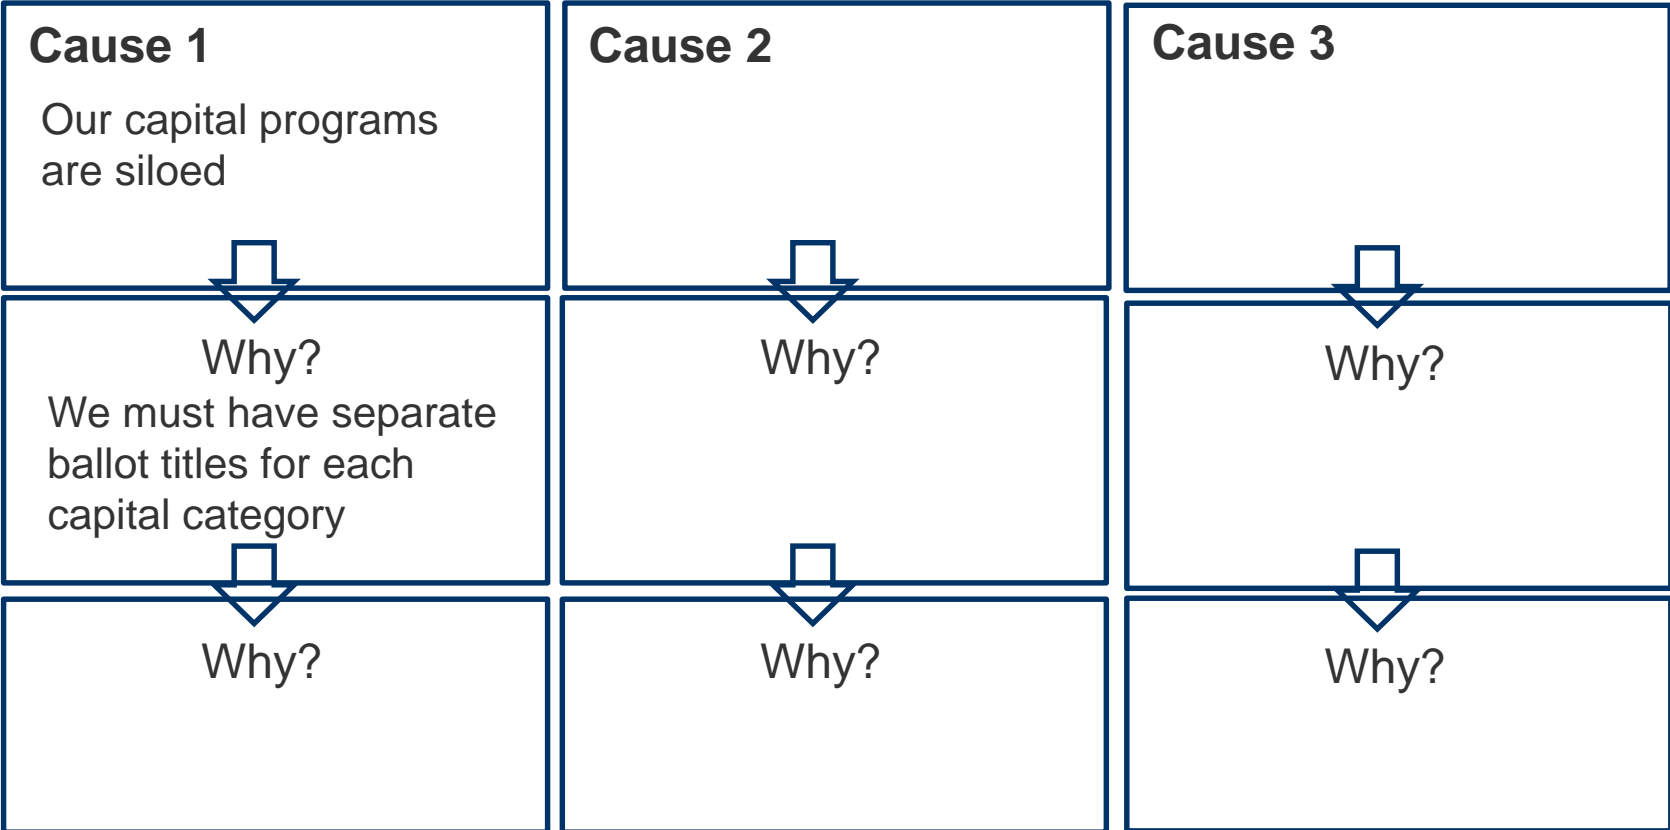 Cause 1
Our capital programs
are siloed
Cause 2
Cause 3
Why?
We must have separate
ballot titles for each
capital category
Why?
Why?
Why?
Why?
Why?